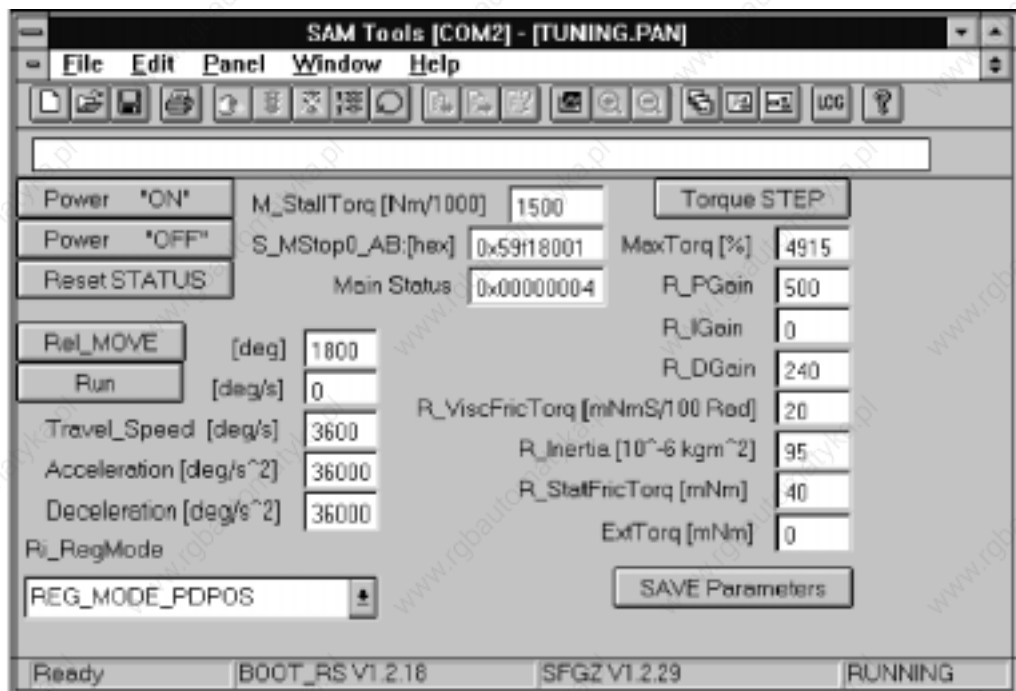 SAM Tools [COM2] - [TUNING.PAN]
File Edit Panel Window Help
LOG
Power "ON"
M_StallTorq [Nm/1000] 1500
Torque STEP
Power "OFF"
S_MStop0_AB:[hex] 0x59f18001
MaxTorq [%] 4915
Reset STATUS
Main Status 0x00000004
R_PGain 500
R_IGain 0
Rel_MOVE [deg] 1800
R_DGain 240
Run [deg/s] 0
R_ViscFricTorq [mNmS/100 Rad] 20
Travel_Speed [deg/s] 3600
R_Inertia [10^-6 kgm^2] 95
Acceleration [deg/s^2] 36000
R_StatFricTorq [mNm] 40
Deceleration [deg/s^2] 36000
ExtTorq [mNm] 0
Ri_RegMode
REG_MODE_PDPOS
SAVE Parameters
Ready BOOT_RS V1.2.18 SFGZ V1.2.29 RUNNING
www.rgbautomatyka.pl